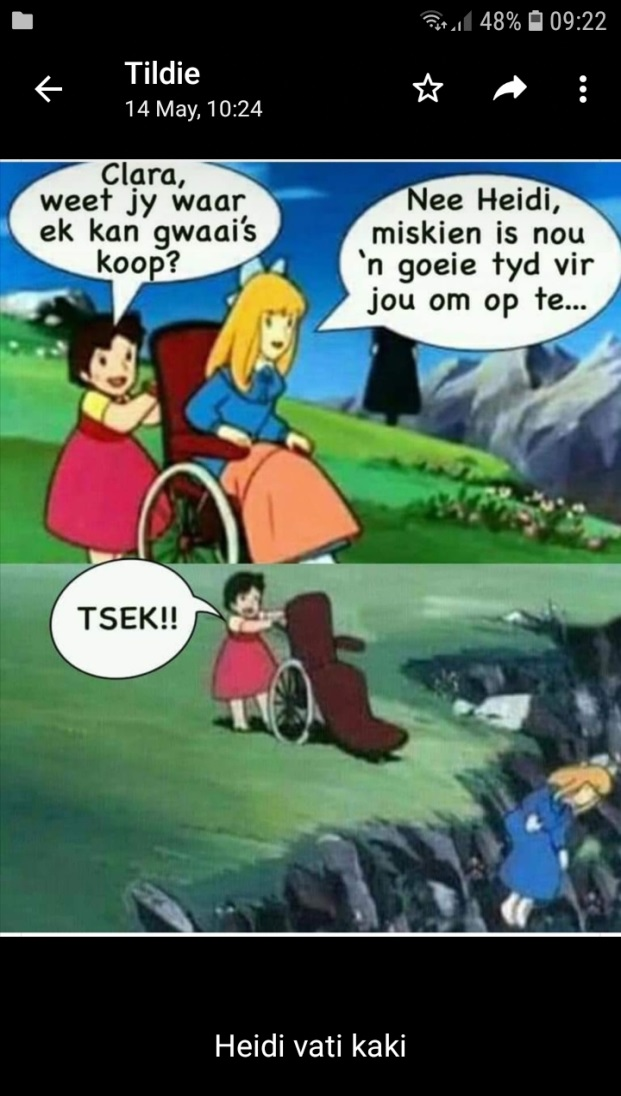 48% 09:22
Tildie
14 May, 10:24
Clara,
weet jy waar
ek kan gwaai's
koop?
Nee Heidi,
miskien is nou
'n goeie tyd vir
jou om op te...
TSEK!!
Heidi vati kaki